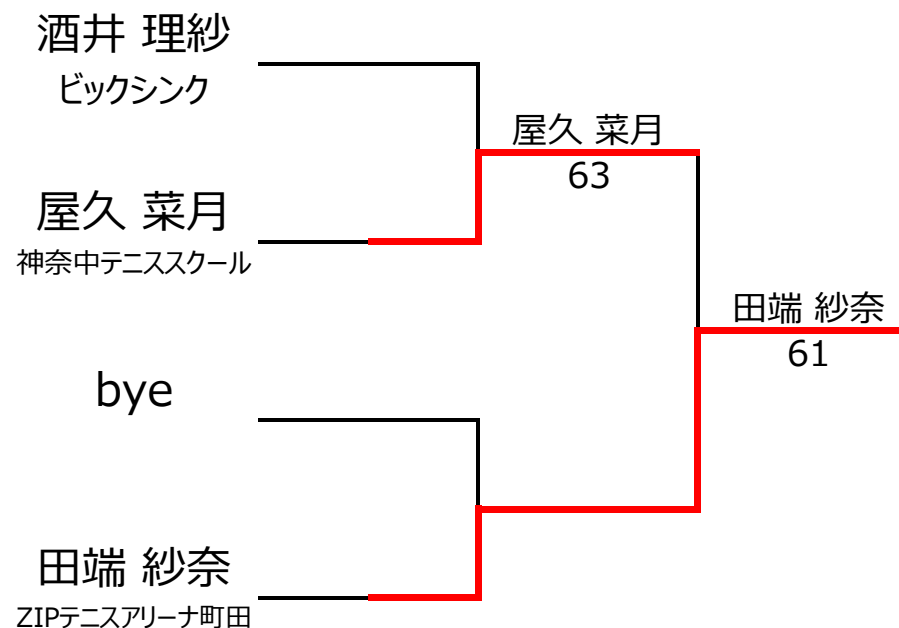 酒井 理紗
ビックシンク
屋久 菜月
63
屋久 菜月
神奈中テニススクール
田端 紗奈
61
bye
田端 紗奈
ZIPテニスアリーナ町田